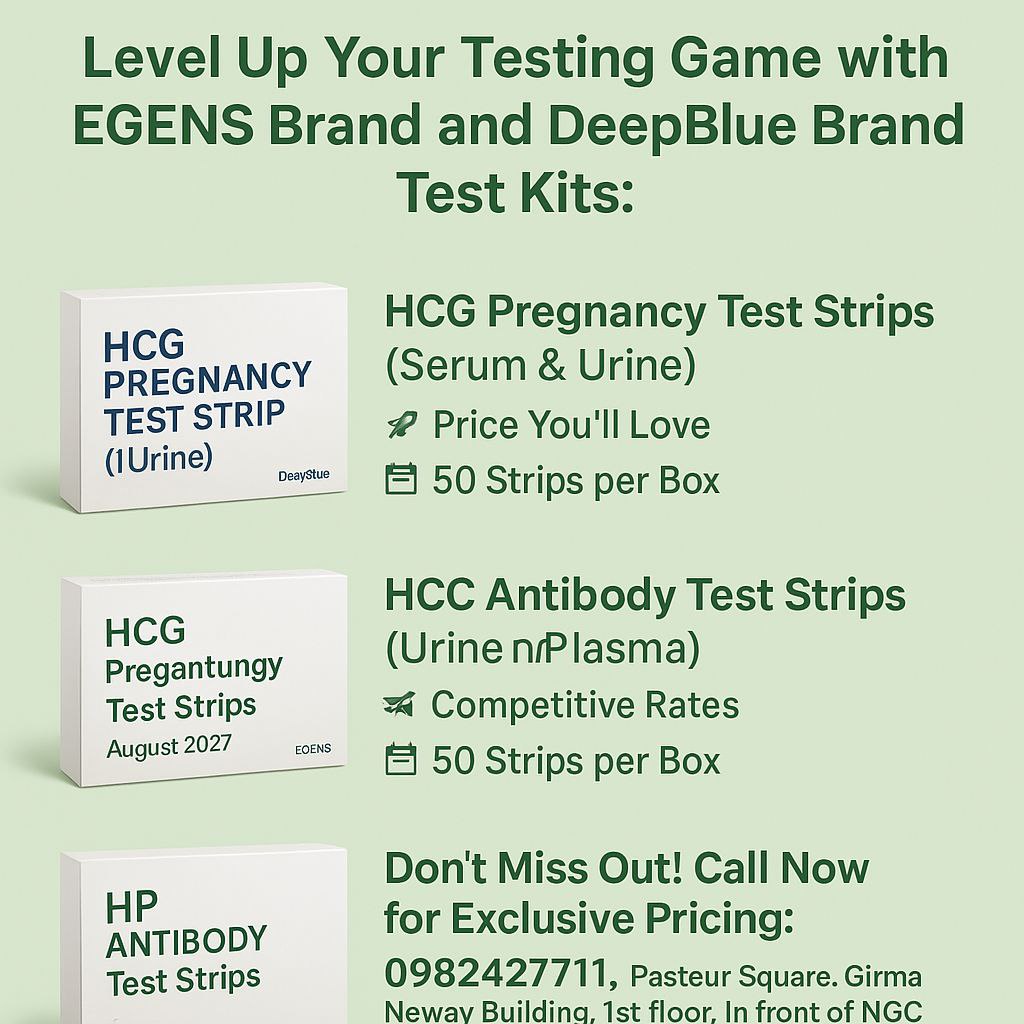 Level Up Your Testing Game with
EGENS Brand and DeepBlue Brand
Test Kits:
HCG
PREGNANCY
TEST STRIP
(1Urine)
DeayStue
HCG Pregnancy Test Strips
(Serum & Urine)
Price You'll Love
50 Strips per Box
HCG
Pregantungy
Test Strips
August 2027
EOENS
HCC Antibody Test Strips
(Urine Plasma)
Competitive Rates
50 Strips per Box
HP
ANTIBODY
Test Strips
Don't Miss Out! Call Now
for Exclusive Pricing:
0982427711, Pasteur Square. Girma
Neway Building, 1st floor, In front of NGC